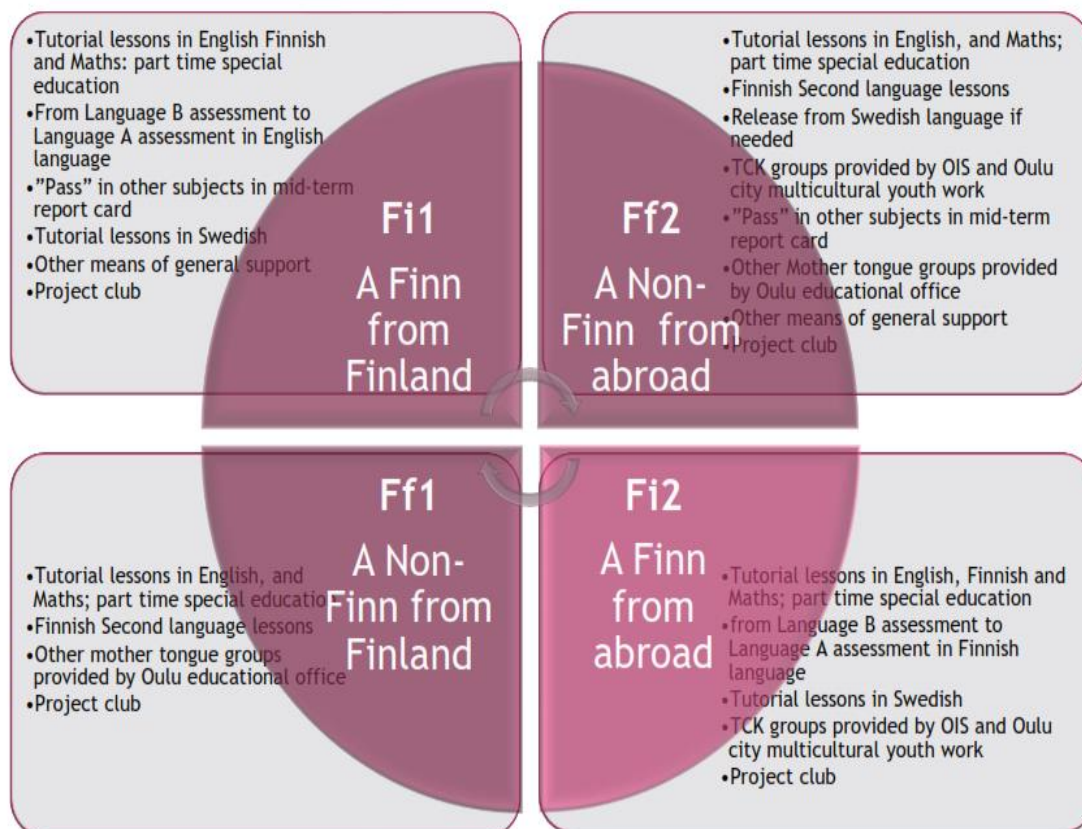 •Tutorial lessons in English Finnish
and Maths: part time special
education
•From Language B assessment to
Language A assessment in English
language
•”Pass” in other subjects in mid-term
report card
•Tutorial lessons in Swedish
•Other means of general support
•Project club
Fi1
A Finn
from
Finland
•Tutorial lessons in English, and Maths;
part time special education
•Finnish Second language lessons
•Release from Swedish language if
needed
•TCK groups provided by OIS and Oulu
city multicultural youth work
•”Pass” in other subjects in mid-term
report card
•Other Mother tongue groups provided
by Oulu educational office
•Other means of general support
•Project club
Ff2
A Non-
Finn from
abroad
•Tutorial lessons in English, and
Maths; part time special education
•Finnish Second language lessons
•Other mother tongue groups
provided by Oulu educational office
•Project club
Ff1
A Non-
Finn from
Finland
•Tutorial lessons in English, Finnish and
Maths; part time special education
•from Language B assessment to
Language A assessment in Finnish
language
•Tutorial lessons in Swedish
•TCK groups provided by OIS and Oulu
city multicultural youth work
•Project club
Fi2
A Finn
from
abroad